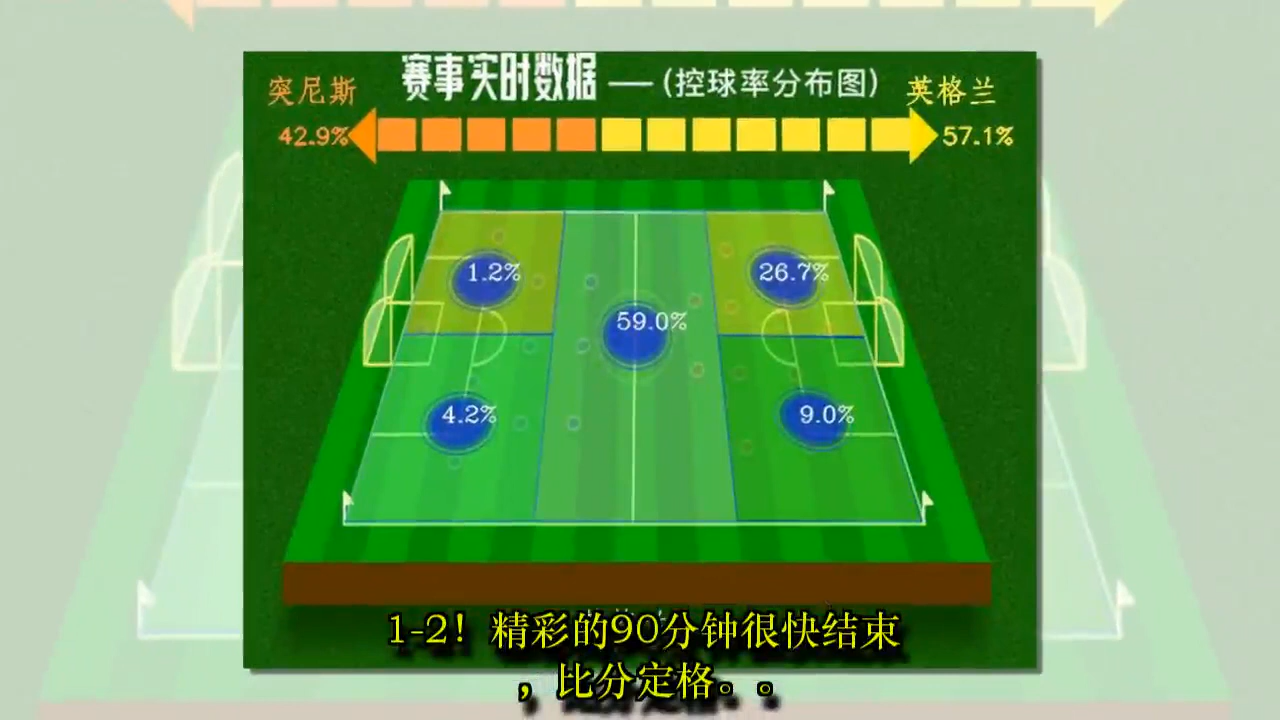 赛事实时数据 ——(控球率分布图)
突尼斯 英格兰
42.9% 57.1%
1.2% 26.7%
59.0%
4.2% 9.0%
1-2！精彩的90分钟很快结束
，比分定格。。